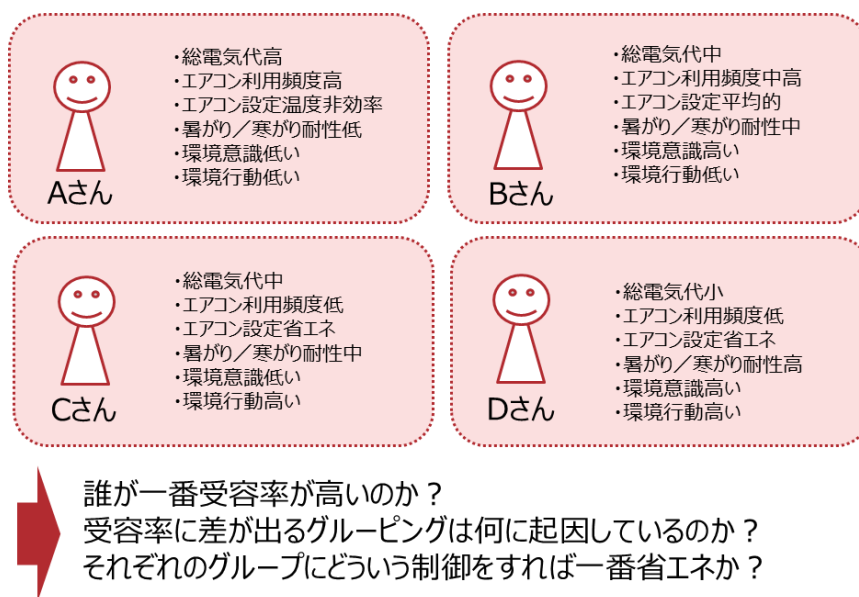 ・総電気代高
・エアコン利用頻度高
・エアコン設定温度非効率
・暑がり／寒がり耐性低
・環境意識低い
・環境行動低い
Aさん
・総電気代中
・エアコン利用頻度中高
・エアコン設定平均的
・暑がり／寒がり耐性中
・環境意識高い
・環境行動低い
Bさん
・総電気代中
・エアコン利用頻度低
・エアコン設定省エネ
・暑がり／寒がり耐性中
・環境意識低い
・環境行動高い
Cさん
・総電気代小
・エアコン利用頻度低
・エアコン設定省エネ
・暑がり／寒がり耐性高
・環境意識高い
・環境行動高い
Dさん
誰が一番受容率が高いのか？
受容率に差が出るグルーピングは何に起因しているのか？
それぞれのグループにどういう制御をすれば一番省エネか？